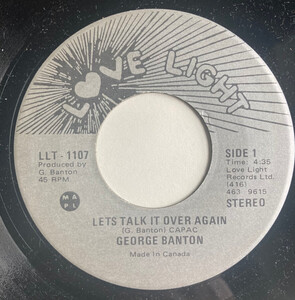 LOVE LIGHT
LLT - 1107
Produced by
G. Banton
45 RPM.
M A
P L
SIDE 1
Time: 4:35
Love Light
Records Ltd.
(416)
463 9615
STEREO
LETS TALK IT OVER AGAIN
(G. Banton) CAPAC
GEORGE BANTON
Made in Canada